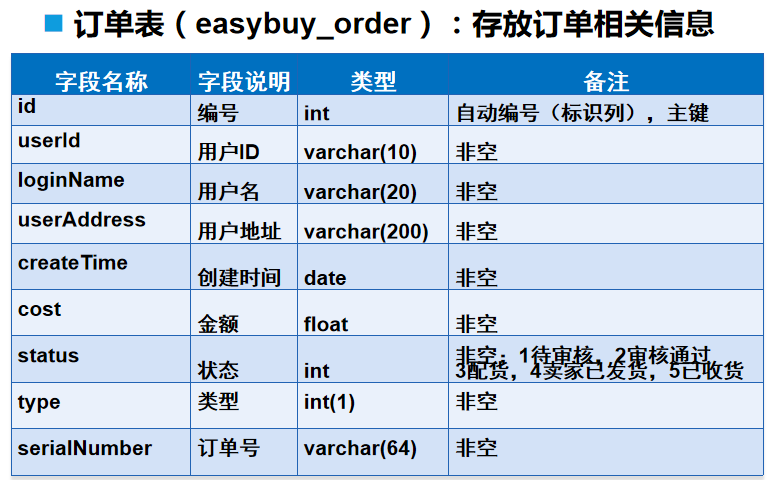 订单表（easybuy_order）：存放订单相关信息
字段名称 字段说明 类型 备注
id 编号 int 自动编号（标识列），主键
userId 用户ID varchar(10) 非空
loginName 用户名 varchar(20) 非空
userAddress 用户地址 varchar(200) 非空
createTime 创建时间 date 非空
cost 金额 float 非空
status 状态 int 非空；1待审核，2审核通过
3配货，4卖家已发货，5已收货
type 类型 int(1) 非空
serialNumber 订单号 varchar(64) 非空